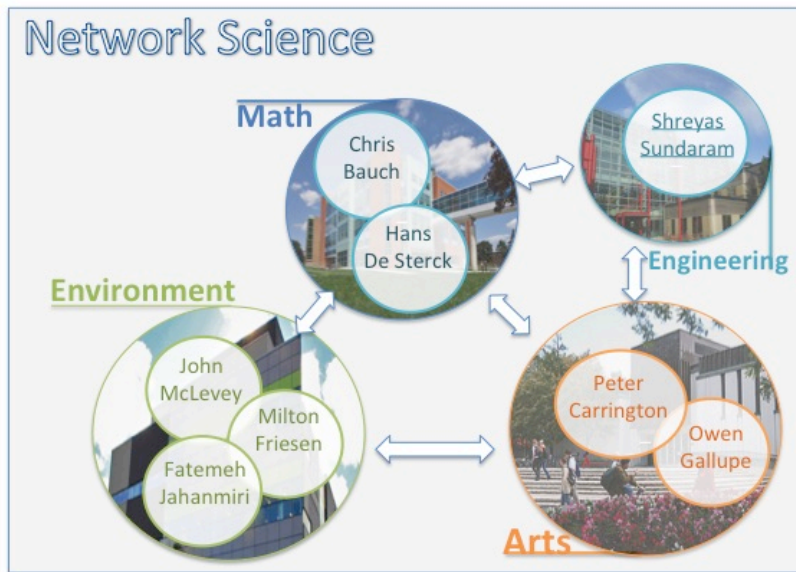 Network Science
Math
Chris
Bauch
Hans
De Sterck
Shreyas
Sundaram
Engineering
Environment
John
McLevey
Milton
Friesen
Fatemeh
Jahanmiri
Peter
Carrington
Owen
Gallupe
Arts